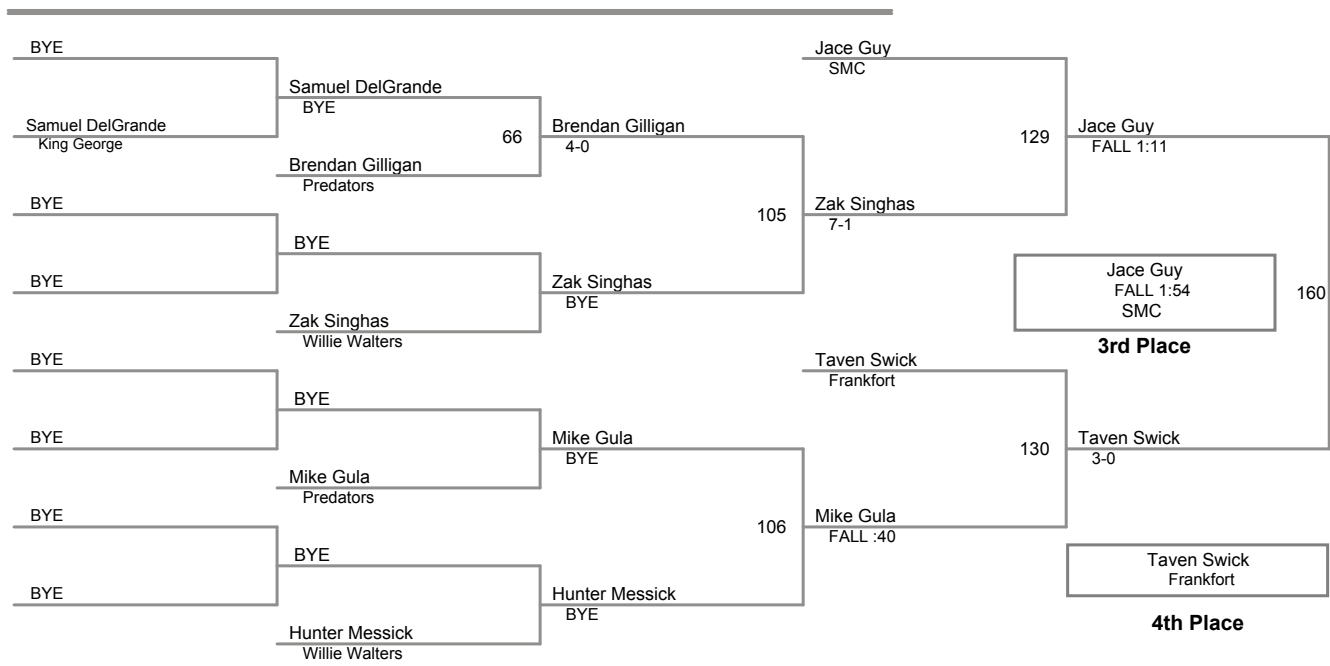 BYE
Jace Guy
SMC
Samuel DelGrande
BYE
Samuel DelGrande
King George
66
Brendan Gilligan
4-0
129
Jace Guy
FALL 1:11
Brendan Gilligan
Predators
BYE
105
Zak Singhas
7-1
BYE
BYE
Zak Singhas
BYE
Jace Guy
FALL 1:54
SMC
160
Zak Singhas
Willie Walters
3rd Place
BYE
Taven Swick
Frankfort
BYE
BYE
Mike Gula
BYE
130
Taven Swick
3-0
Mike Gula
Predators
BYE
106
Mike Gula
FALL :40
BYE
Taven Swick
Frankfort
BYE
Hunter Messick
BYE
4th Place
Hunter Messick
Willie Walters